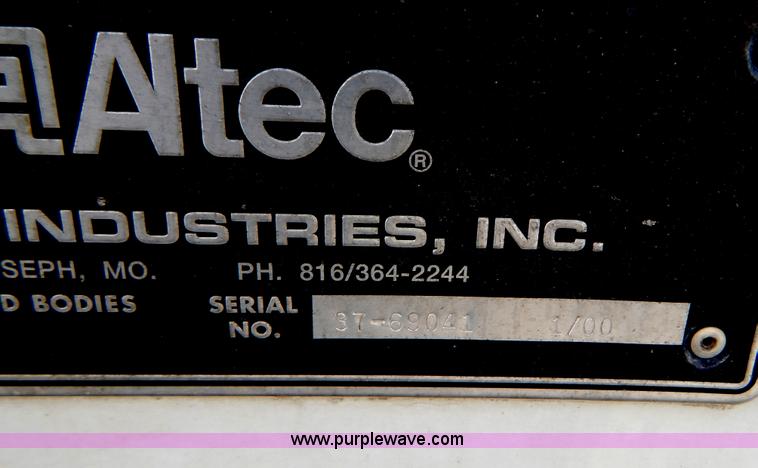 Altec®
INDUSTRIES, INC.
SEPH, MO. PH. 816/364-2244
D BODIES SERIAL NO. 37-69041 1/00
www.purplewave.com